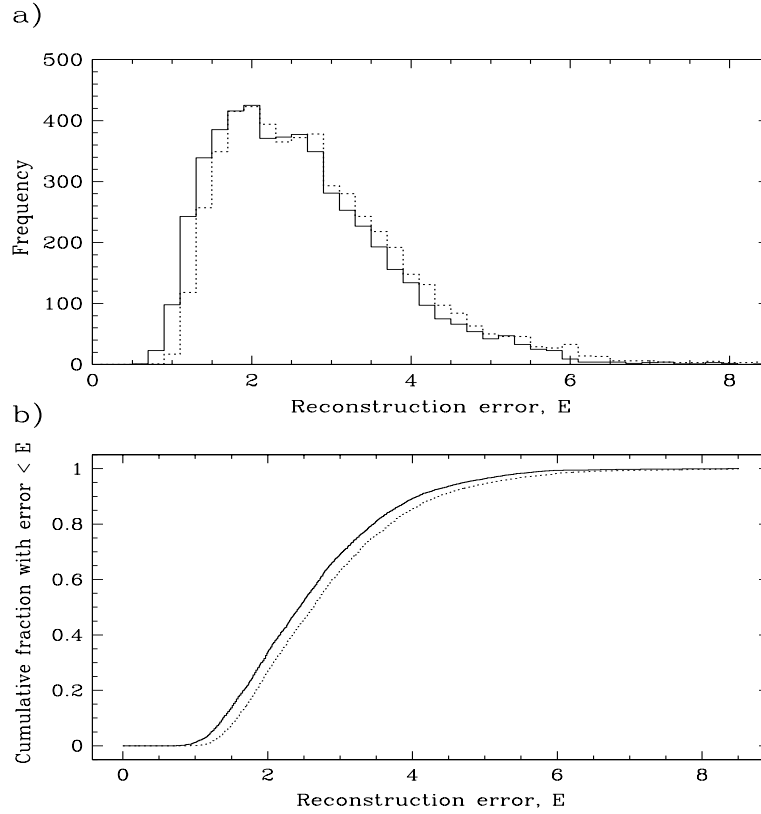 a)
500
400
300
200
100
0
Frequency
0 2 4 6 8
Reconstruction error, E
b)
1
0.8
0.6
0.4
0.2
0
Cumulative fraction with error < E
0 2 4 6 8
Reconstruction error, E